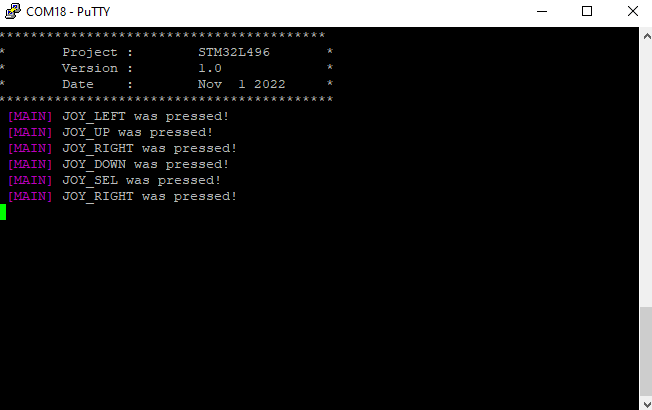 COM18 - PuTTY
*****************************************
* Project : STM32L496 *
* Version : 1.0 *
* Date : Nov 1 2022 *
******************************************
[MAIN] JOY_LEFT was pressed!
[MAIN] JOY_UP was pressed!
[MAIN] JOY_RIGHT was pressed!
[MAIN] JOY_DOWN was pressed!
[MAIN] JOY_SEL was pressed!
[MAIN] JOY_RIGHT was pressed!